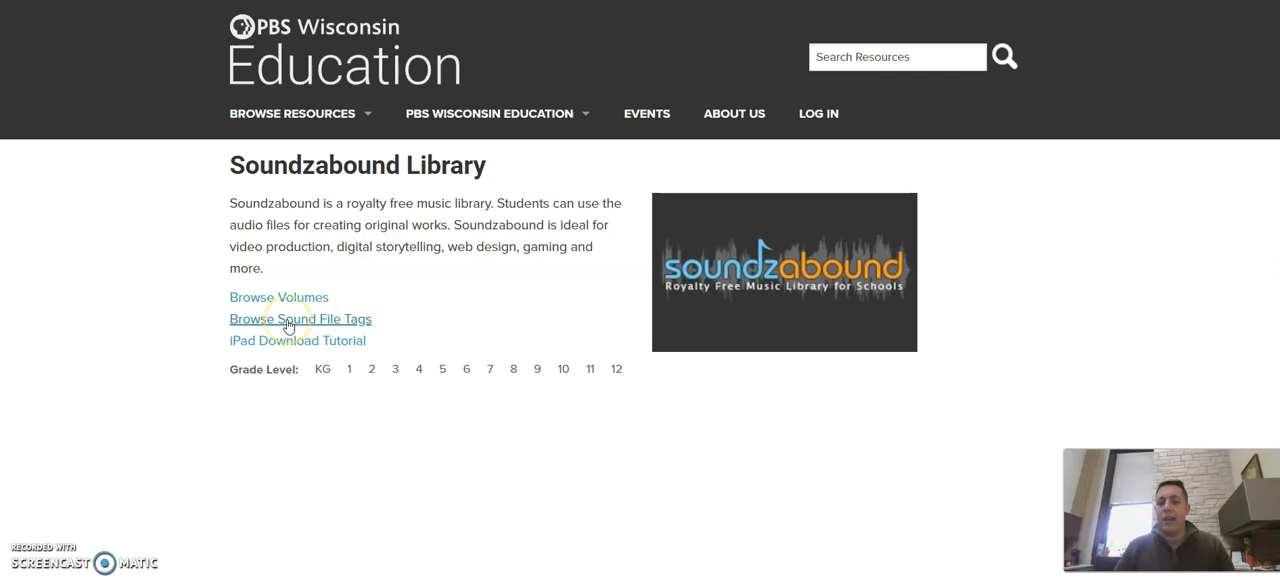 PBS Wisconsin
Education
Search Resources
BROWSE RESOURCES PBS WISCONSIN EDUCATION EVENTS ABOUT US LOG IN
Soundzabound Library
Soundzabound is a royalty free music library. Students can use the
audio files for creating original works. Soundzabound is ideal for
video production, digital storytelling, web design, gaming and
more.
Browse Volumes
Browse Sound File Tags
iPad Download Tutorial
Grade Level: KG 1 2 3 4 5 6 7 8 9 10 11 12
soundzabound
Royalty Free Music Library for Schools
RECORDED WITH
SCREENCAST MATIC